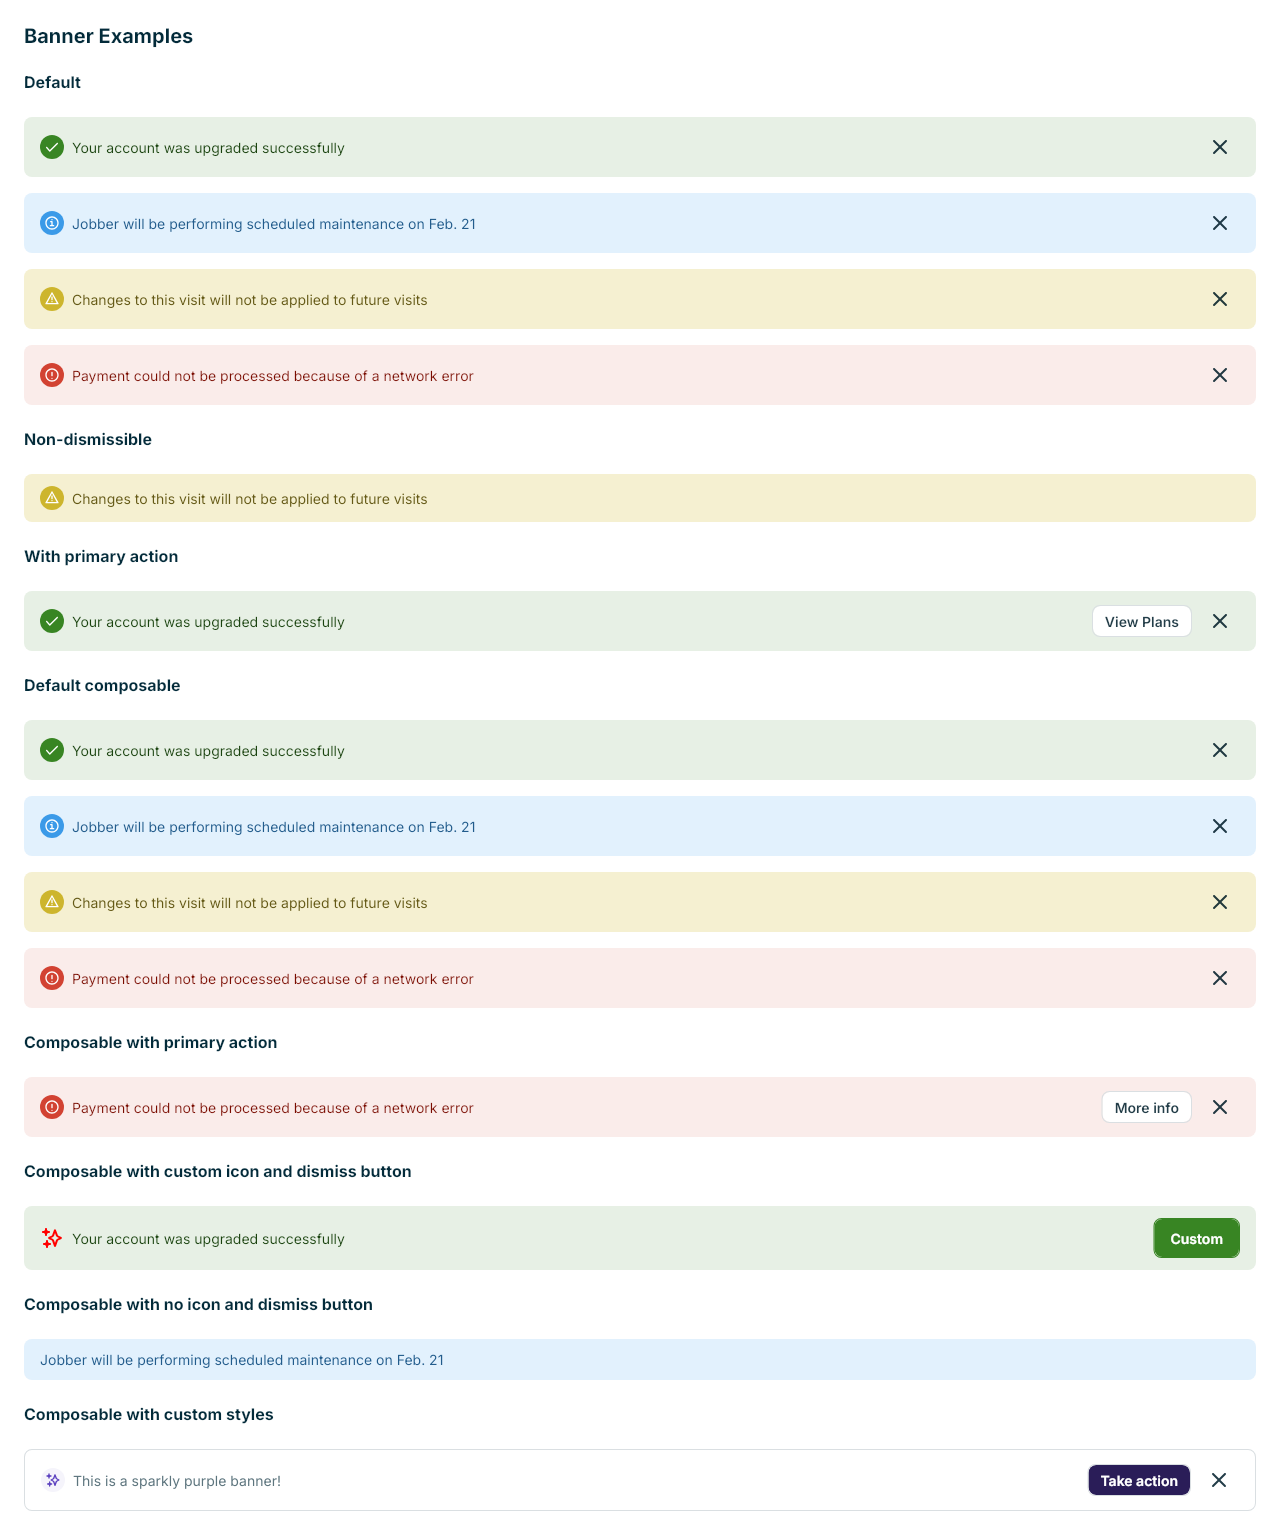 Banner Examples
Default
Your account was upgraded successfully
Jobber will be performing scheduled maintenance on Feb. 21
Changes to this visit will not be applied to future visits
Payment could not be processed because of a network error
Non-dismissible
Changes to this visit will not be applied to future visits
With primary action
Your account was upgraded successfully View Plans
Default composable
Your account was upgraded successfully
Jobber will be performing scheduled maintenance on Feb. 21
Changes to this visit will not be applied to future visits
Payment could not be processed because of a network error
Composable with primary action
Payment could not be processed because of a network error More info
Composable with custom icon and dismiss button
Your account was upgraded successfully Custom
Composable with no icon and dismiss button
Jobber will be performing scheduled maintenance on Feb. 21
Composable with custom styles
This is a sparkly purple banner! Take action